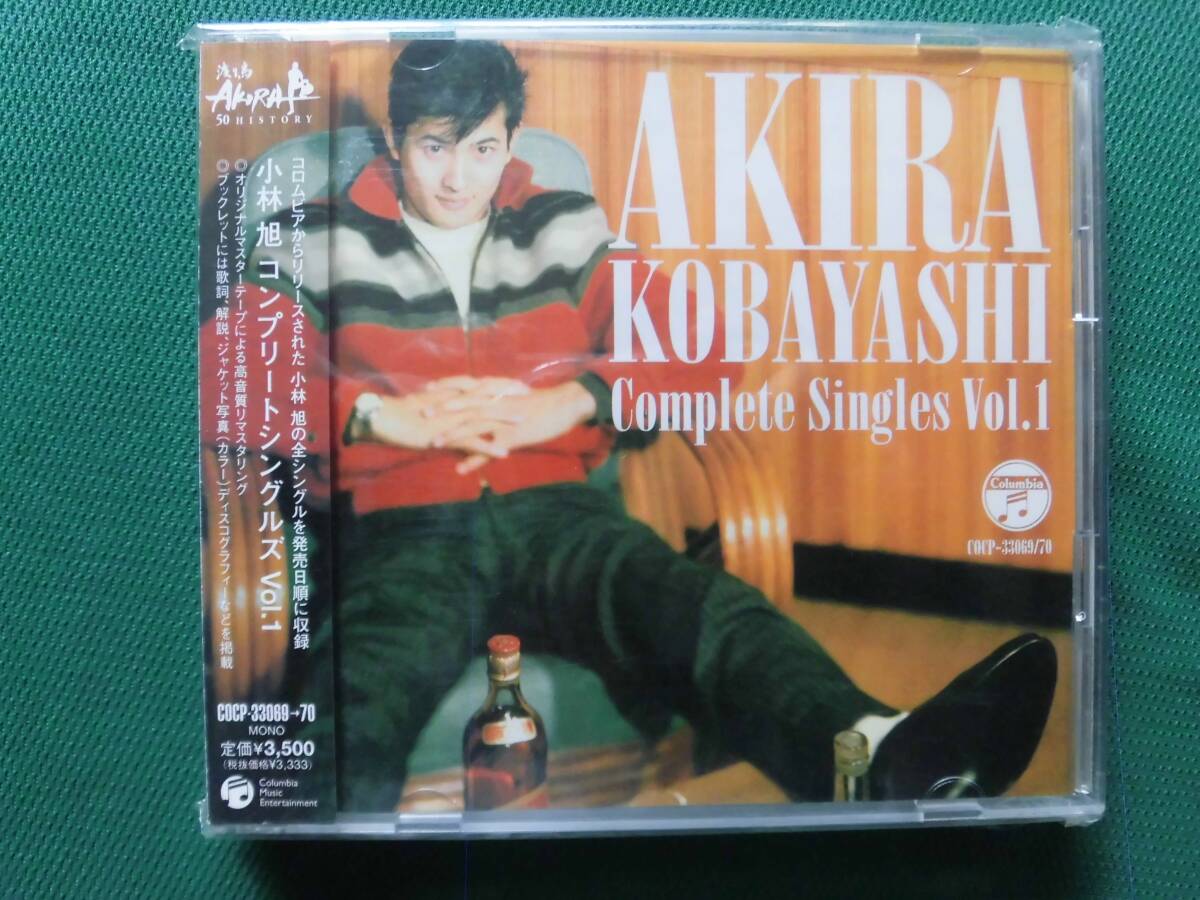 渡り鳥
AKIRA
50 HISTORY
コロムビアからリリースされた 小林 旭の全シングルを発売日順に収録
小林 旭 コンプリートシングルズ Vol.1
◎オリジナルマスターテープによる高音質リマスタリング
◎ブックレットには歌詞、解説、ジャケット写真(カラー)ディスコグラフィーなどを掲載
COCP-33069→70
MONO
定価¥3,500
(税抜価格¥3,333)
Columbia
Music
Entertainment
AKIRA
KOBAYASHI
Complete Singles Vol.1
Columbia
COCP-33069/70